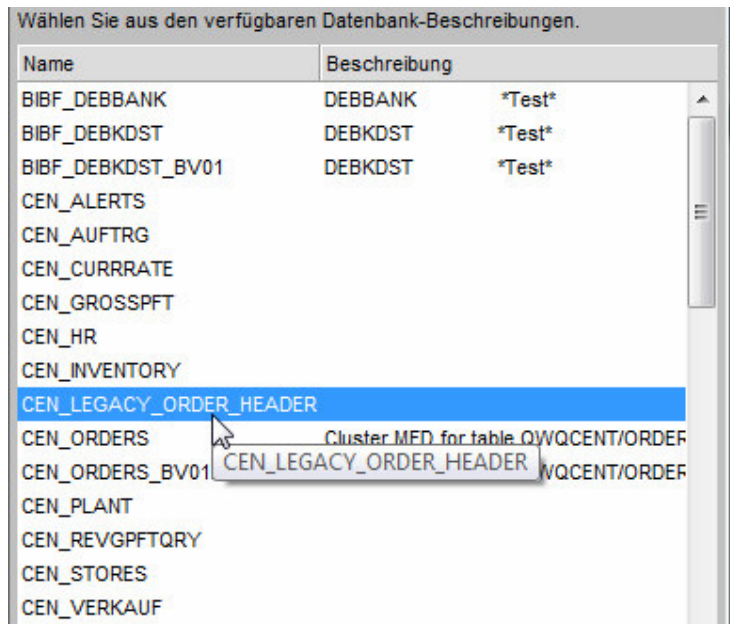 Wählen Sie aus den verfügbaren Datenbank-Beschreibungen.
Name Beschreibung
BIBF_DEBBANK DEBBANK *Test*
BIBF_DEBKDST DEBKDST *Test*
BIBF_DEBKDST_BV01 DEBKDST *Test*
CEN_ALERTS
CEN_AUFTRG
CEN_CURRRATE
CEN_GROSSPFT
CEN_HR
CEN_INVENTORY
CEN_LEGACY_ORDER_HEADER
CEN_ORDERS Cluster MFD for table QWQCENT/ORDER
CEN_ORDERS_BV01 CEN_LEGACY_ORDER_HEADER WQCENT/ORDER
CEN_PLANT
CEN_REVGPFTQRY
CEN_STORES
CEN_VERKAUF